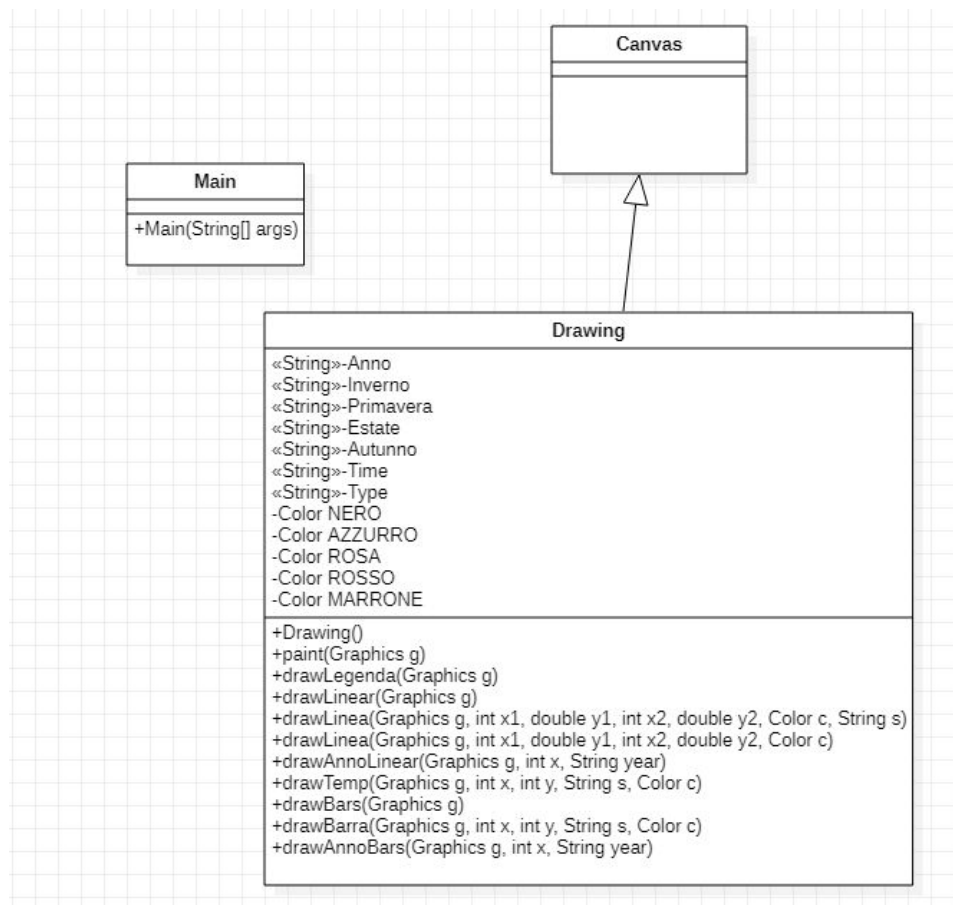 Canvas
Main
+Main(String[] args)
Drawing
«String»-Anno
«String»-Inverno
«String»-Primavera
«String»-Estate
«String»-Autunno
«String»-Time
«String»-Type
-Color NERO
-Color AZZURRO
-Color ROSA
-Color ROSSO
-Color MARRONE
+Drawing()
+paint(Graphics g)
+drawLegenda(Graphics g)
+drawLinear(Graphics g)
+drawLinea(Graphics g, int x1, double y1, int x2, double y2, Color c, String s)
+drawLinea(Graphics g, int x1, double y1, int x2, double y2, Color c)
+drawAnnoLinear(Graphics g, int x, String year)
+drawTemp(Graphics g, int x, int y, String s, Color c)
+drawBars(Graphics g)
+drawBarra(Graphics g, int x, int y, String s, Color c)
+drawAnnoBars(Graphics g, int x, String year)